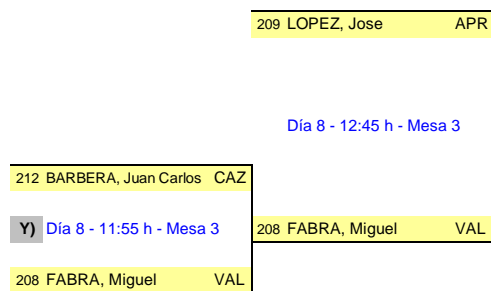 209 LOPEZ, Jose APR
Día 8 - 12:45 h - Mesa 3
212 BARBERA, Juan Carlos CAZ
Y) Día 8 - 11:55 h - Mesa 3
208 FABRA, Miguel VAL
208 FABRA, Miguel VAL